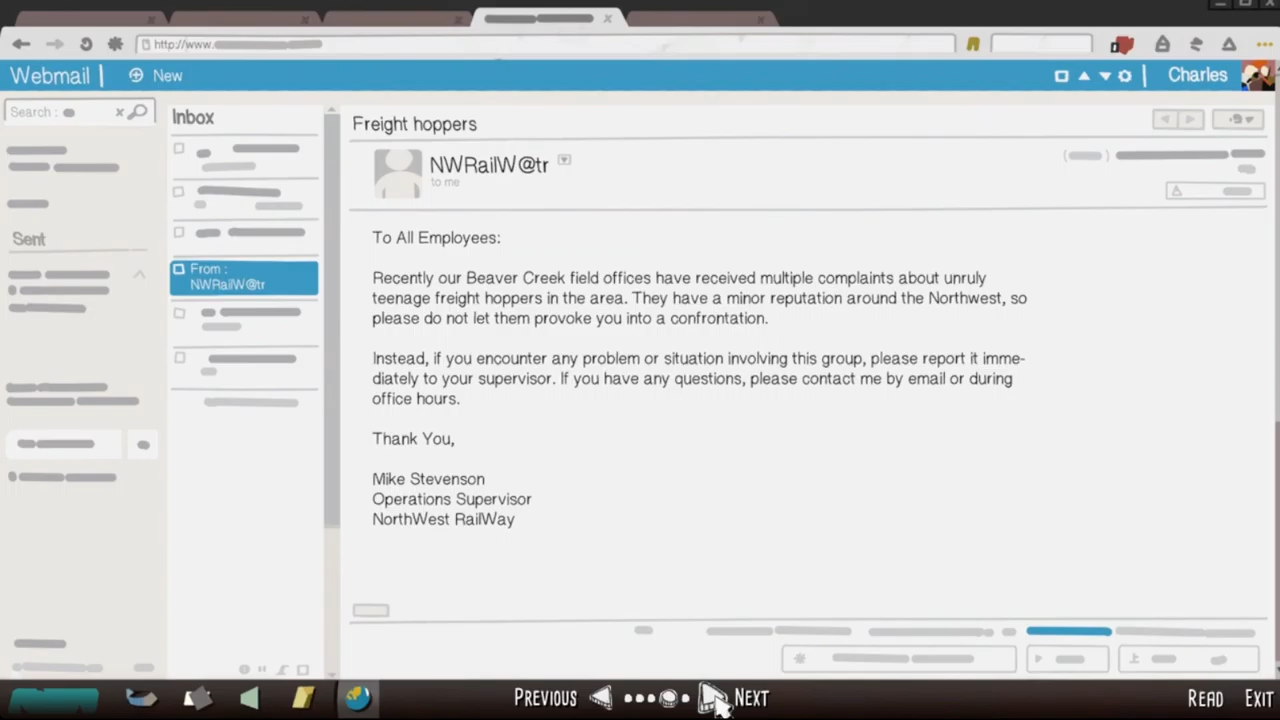 http://www.
Webmail
New
Charles
Search :
Inbox
Freight hoppers
NWRailW@tr
to me
Sent
From :
NWRailW@tr
To All Employees:
Recently our Beaver Creek field offices have received multiple complaints about unruly
teenage freight hoppers in the area. They have a minor reputation around the Northwest, so
please do not let them provoke you into a confrontation.
Instead, if you encounter any problem or situation involving this group, please report it imme-
diately to your supervisor. If you have any questions, please contact me by email or during
office hours.
Thank You,
Mike Stevenson
Operations Supervisor
NorthWest RailWay
PREVIOUS
NEXT
READ
EXIT